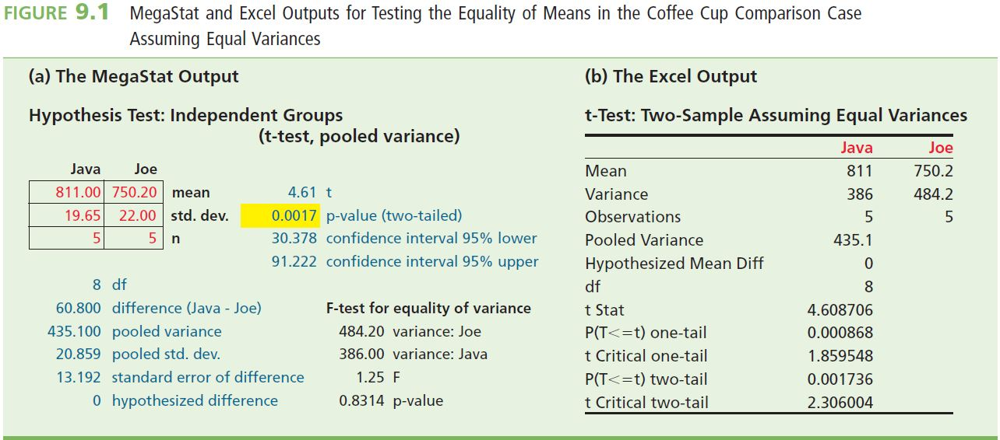 FIGURE 9.1 MegaStat and Excel Outputs for Testing the Equality of Means in the Coffee Cup Comparison Case
Assuming Equal Variances
(a) The MegaStat Output
Hypothesis Test: Independent Groups
(t-test, pooled variance)
Java Joe
811.00 750.20 mean 4.61 t
19.65 22.00 std. dev. 0.0017 p-value (two-tailed)
5 5 n 30.378 confidence interval 95% lower
91.222 confidence interval 95% upper
8 df
60.800 difference (Java - Joe) F-test for equality of variance
435.100 pooled variance 484.20 variance: Joe
20.859 pooled std. dev. 386.00 variance: Java
13.192 standard error of difference 1.25 F
0 hypothesized difference 0.8314 p-value
(b) The Excel Output
t-Test: Two-Sample Assuming Equal Variances
Java Joe
Mean 811 750.2
Variance 386 484.2
Observations 5 5
Pooled Variance 435.1
Hypothesized Mean Diff 0
df 8
t Stat 4.608706
P(T<=t) one-tail 0.000868
t Critical one-tail 1.859548
P(T<=t) two-tail 0.001736
t Critical two-tail 2.306004